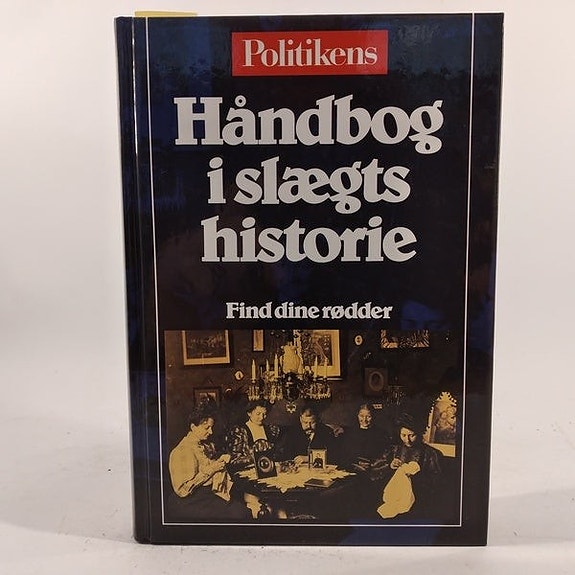 Politikens
Håndbog
i slægts
historie
Find dine rødder